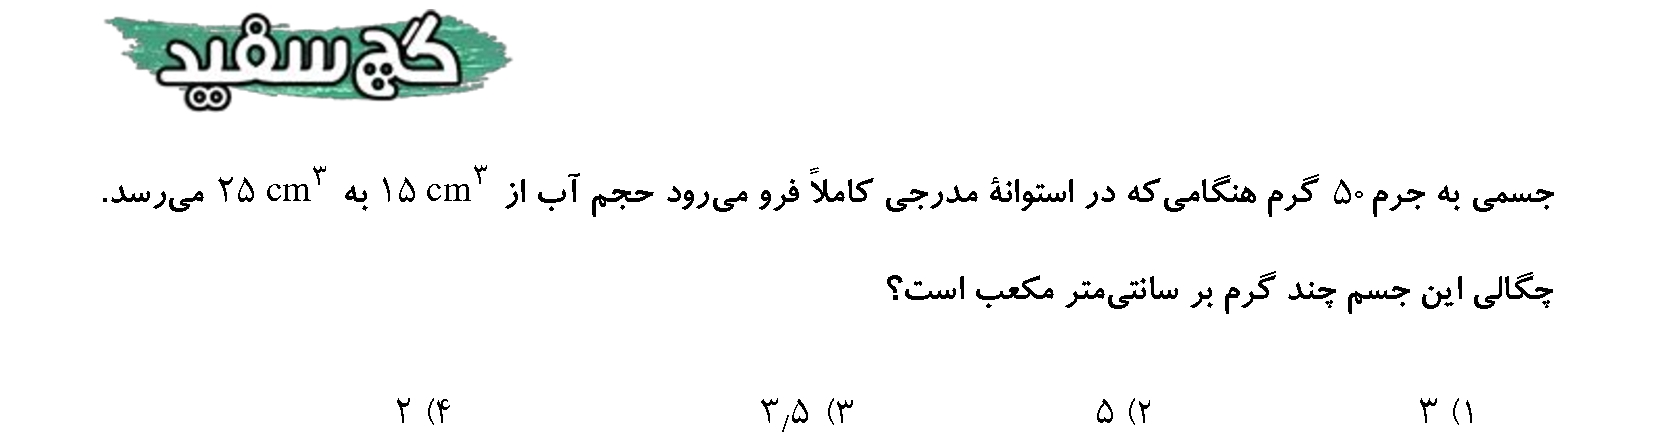 گچ سفید
جسمی به جرم ۵۰ گرم هنگامی‌که در استوانهٔ مدرجی کاملاً فرو می‌رود حجم آب از ۱۵ cm³ به ۲۵ cm³ می‌رسد.
چگالی این جسم چند گرم بر سانتی‌متر مکعب است؟
۱) ۳ ۲) ۵ ۳) ۳٫۵ ۴) ۲